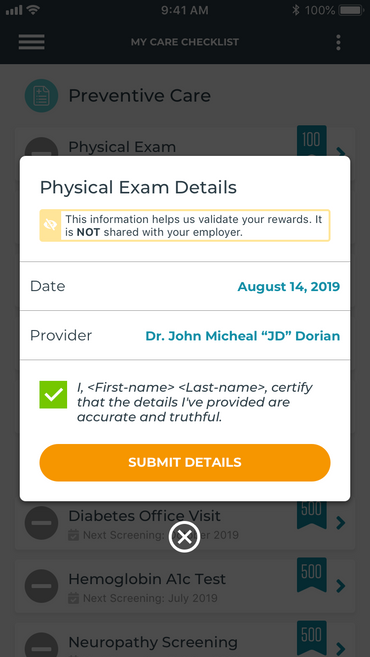 9:41 AM
100%
MY CARE CHECKLIST
Preventive Care
Physical Exam
100
Physical Exam Details
This information helps us validate your rewards. It
is NOT shared with your employer.
Date
August 14, 2019
Provider
Dr. John Micheal “JD” Dorian
I, <First-name> <Last-name>, certify
that the details I've provided are
accurate and truthful.
SUBMIT DETAILS
Diabetes Office Visit
500
Next Screening: er 2019
Hemoglobin A1c Test
500
Next Screening: July 2019
Neuropathy Screening
500